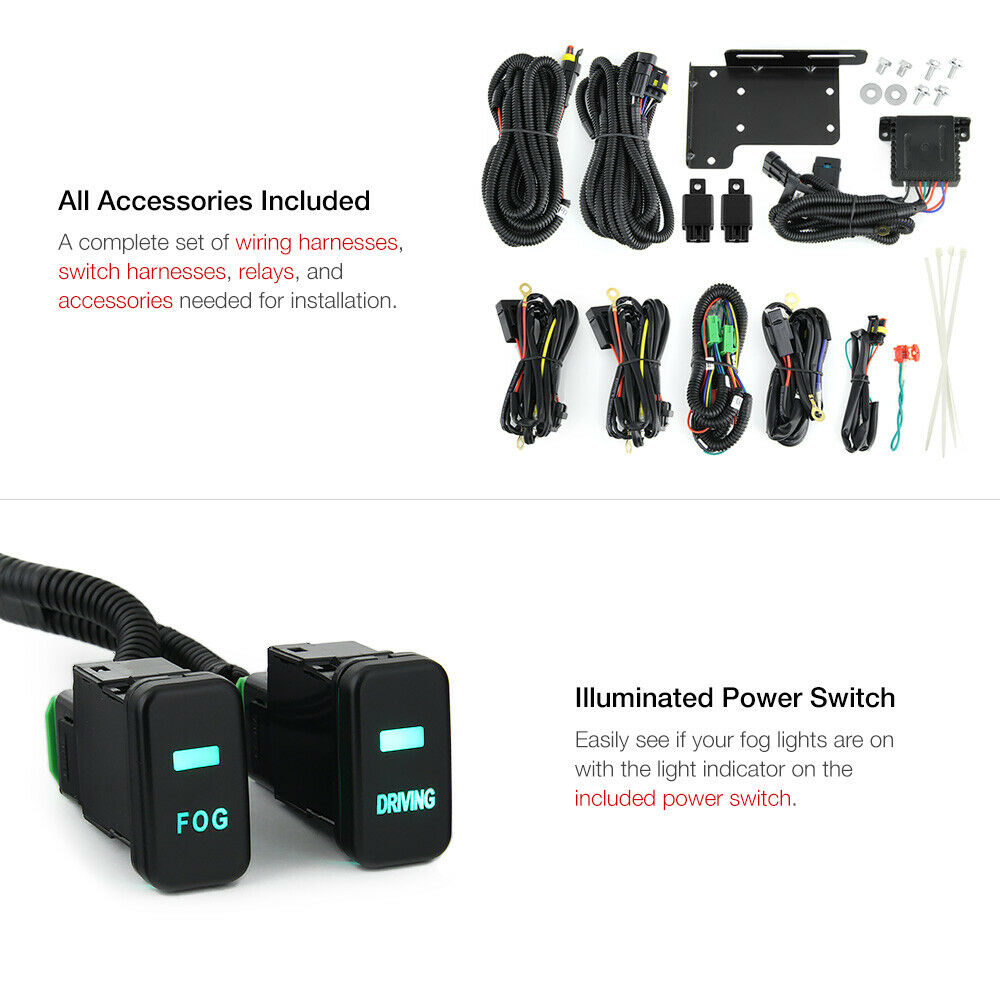 All Accessories Included
A complete set of wiring harnesses,
switch harnesses, relays, and
accessories needed for installation.
FOG
DRIVING
Illuminated Power Switch
Easily see if your fog lights are on
with the light indicator on the
included power switch.